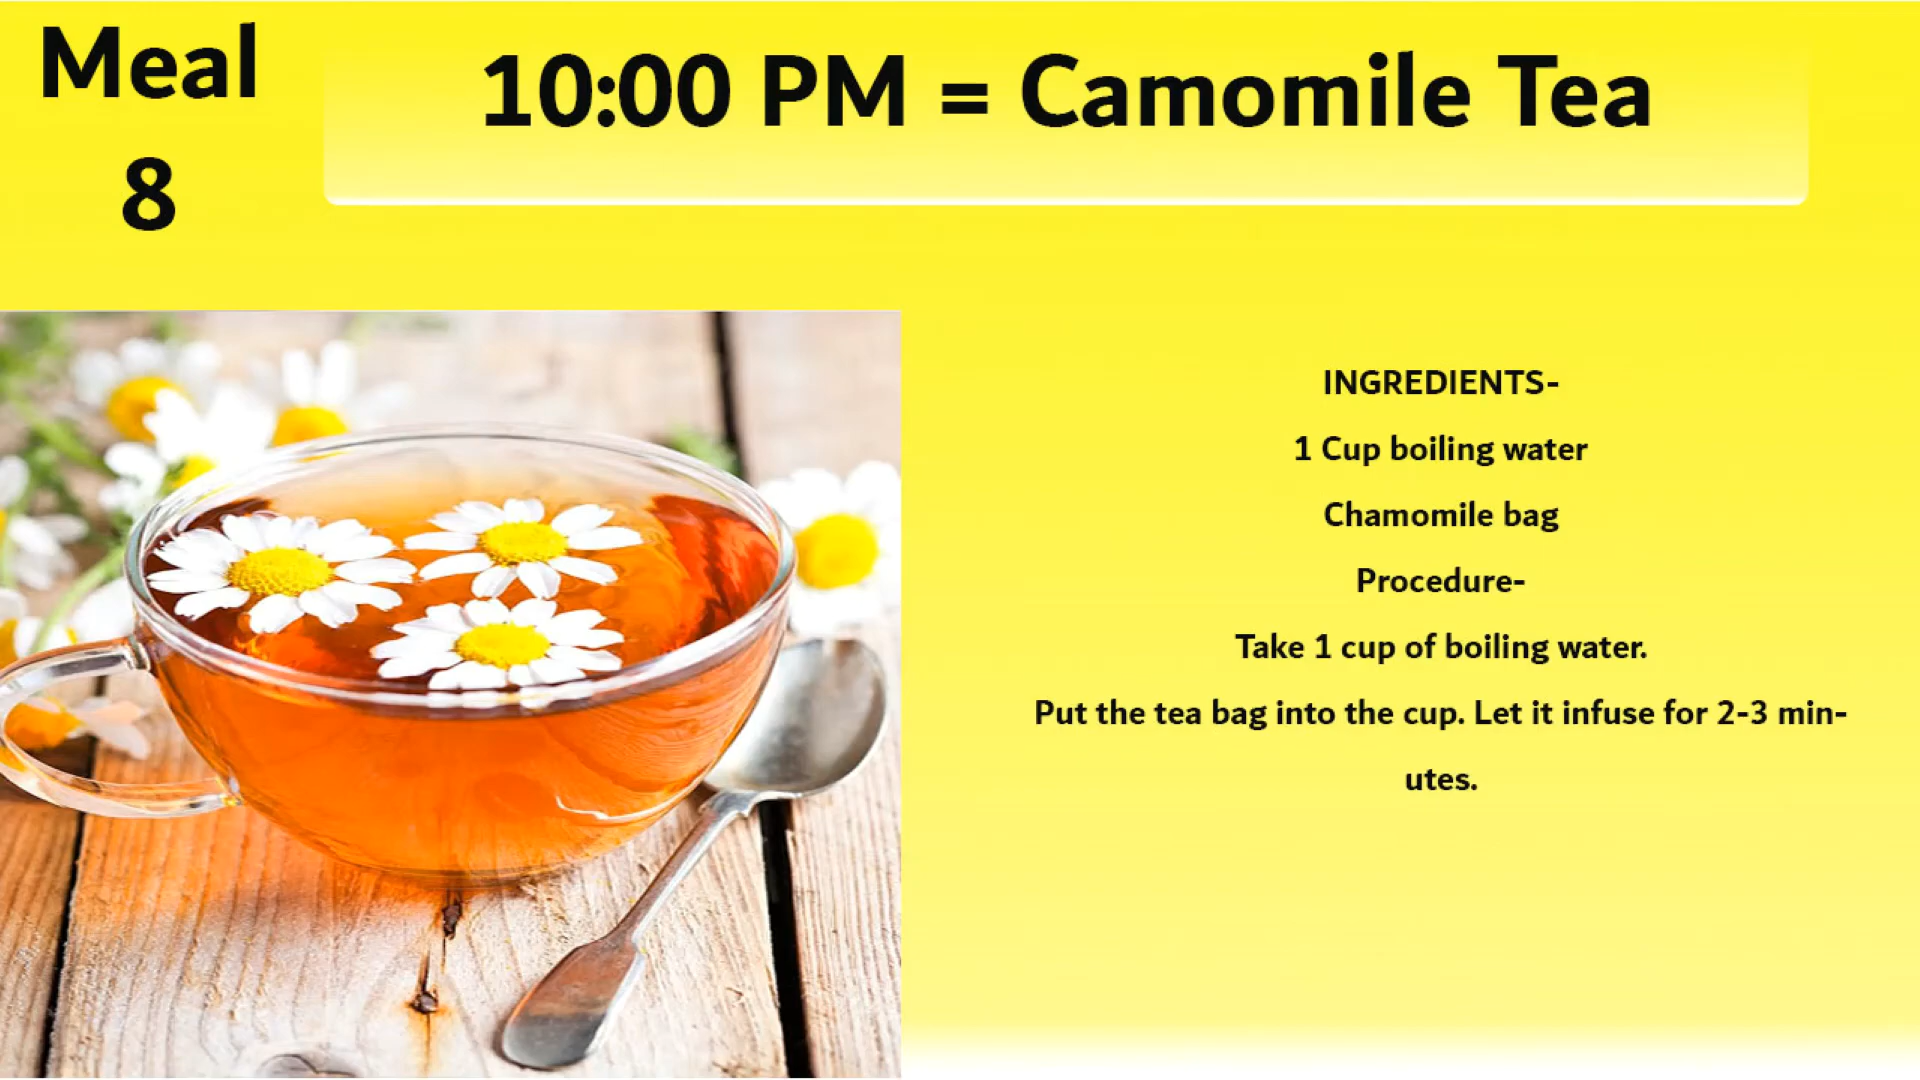 Meal
8
10:00 PM = Camomile Tea
INGREDIENTS-
1 Cup boiling water
Chamomile bag
Procedure-
Take 1 cup of boiling water.
Put the tea bag into the cup. Let it infuse for 2-3 min-
utes.